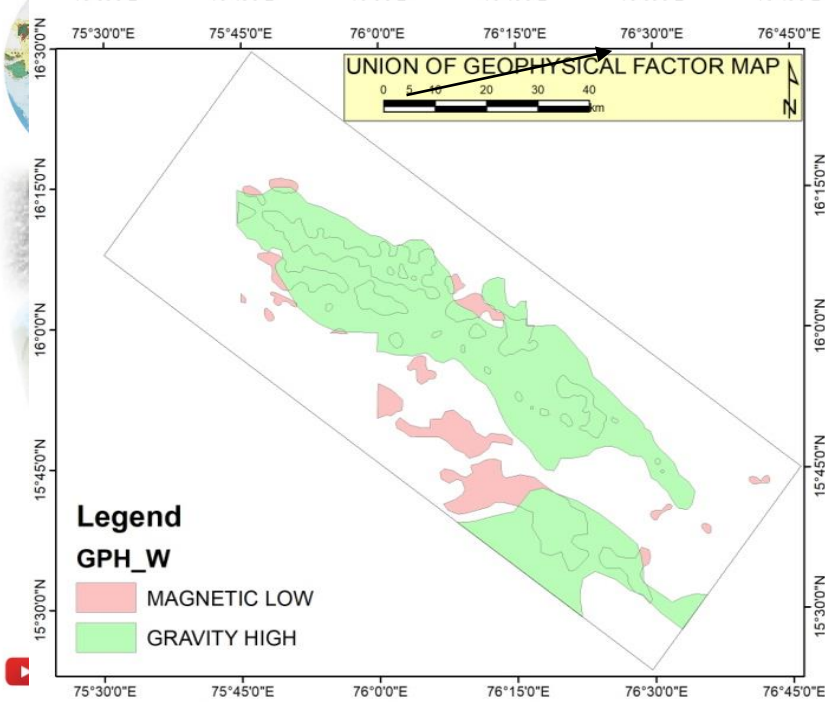 75°30'0"E 75°45'0"E 76°0'0"E 76°15'0"E 76°30'0"E 76°45'0"E
UNION OF GEOPHYSICAL FACTOR MAP
0 5 10 20 30 40
km
N
16°30'0"N 16°30'0"N
16°15'0"N 16°15'0"N
16°0'0"N 16°0'0"N
15°45'0"N 15°45'0"N
15°30'0"N 15°30'0"N
Legend
GPH_W
MAGNETIC LOW
GRAVITY HIGH
75°30'0"E 75°45'0"E 76°0'0"E 76°15'0"E 76°30'0"E 76°45'0"E